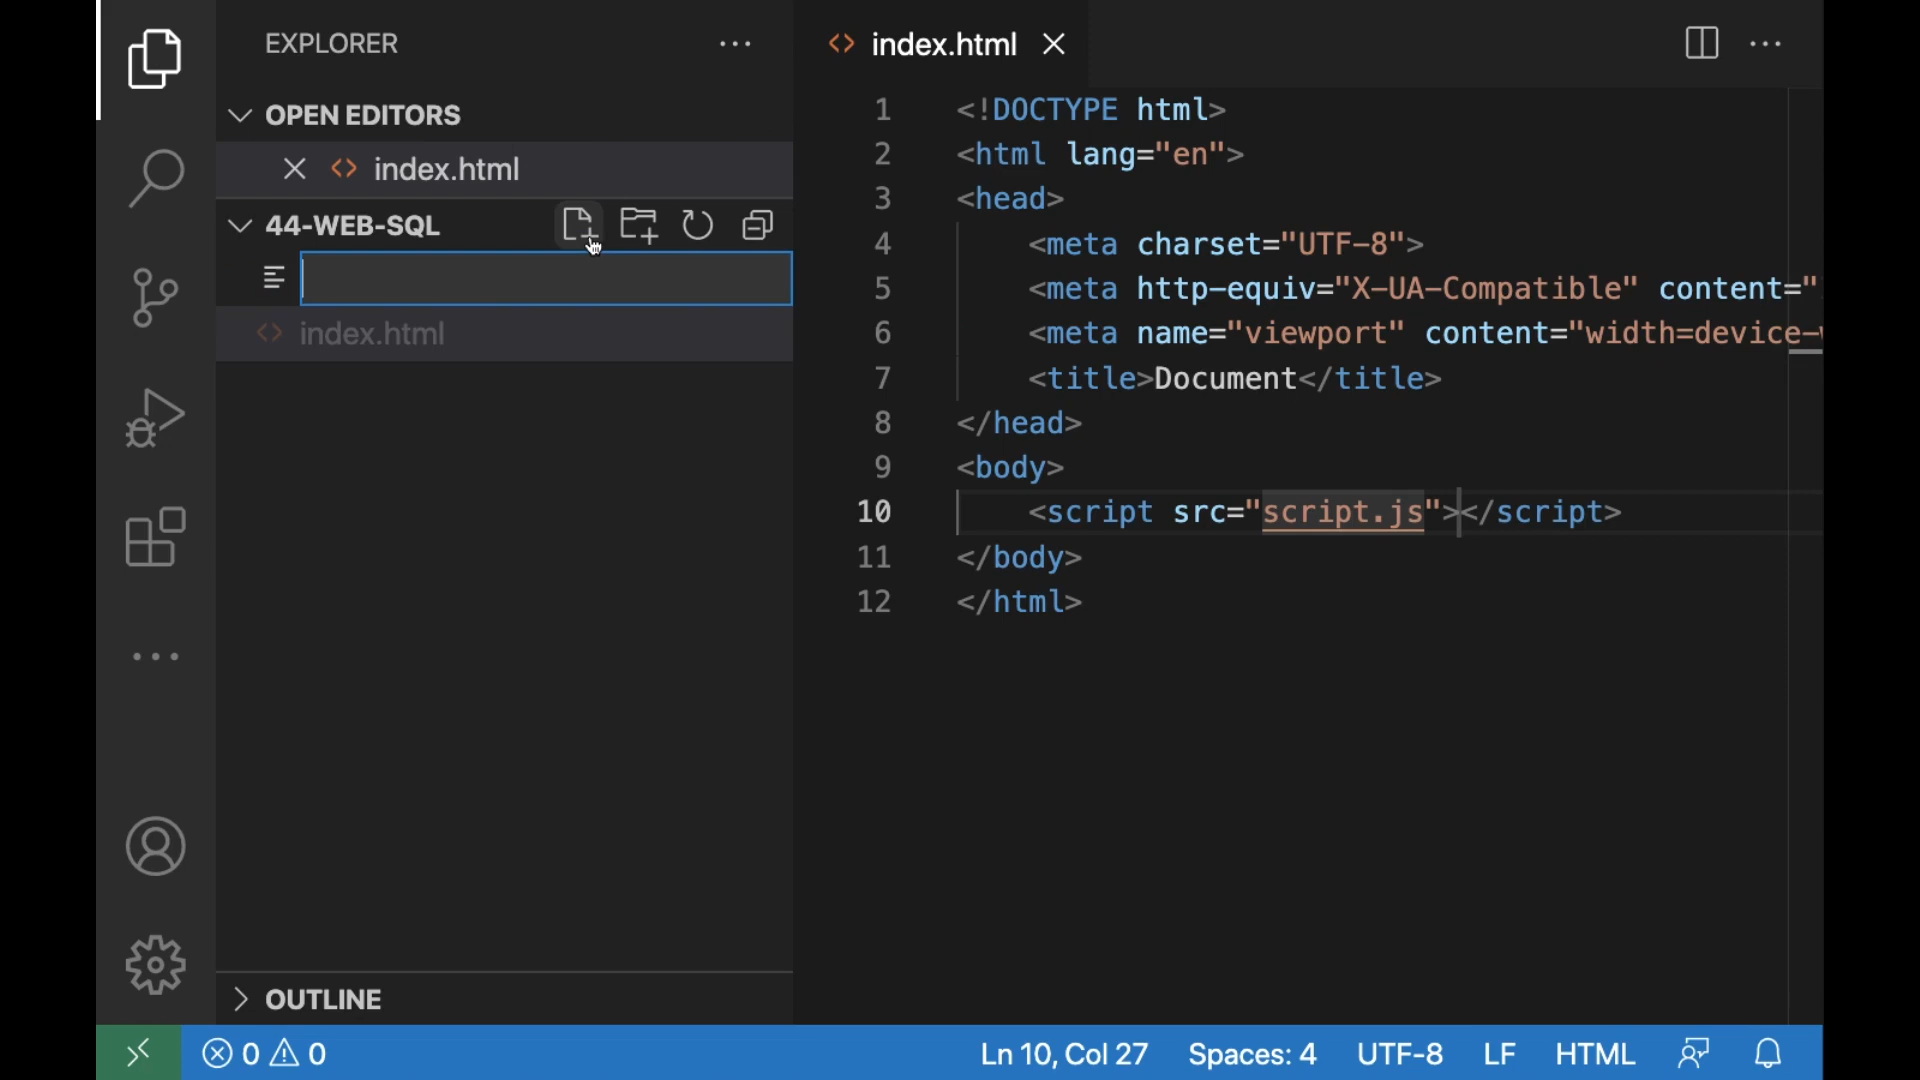 EXPLORER
OPEN EDITORS
index.html
44-WEB-SQL
index.html
OUTLINE
index.html
1 <!DOCTYPE html>
2 <html lang="en">
3 <head>
4 <meta charset="UTF-8">
5 <meta http-equiv="X-UA-Compatible" content="
6 <meta name="viewport" content="width=device-
7 <title>Document</title>
8 </head>
9 <body>
10 <script src="script.js"></script>
11 </body>
12 </html>
0 0 Ln 10, Col 27 Spaces: 4 UTF-8 LF HTML